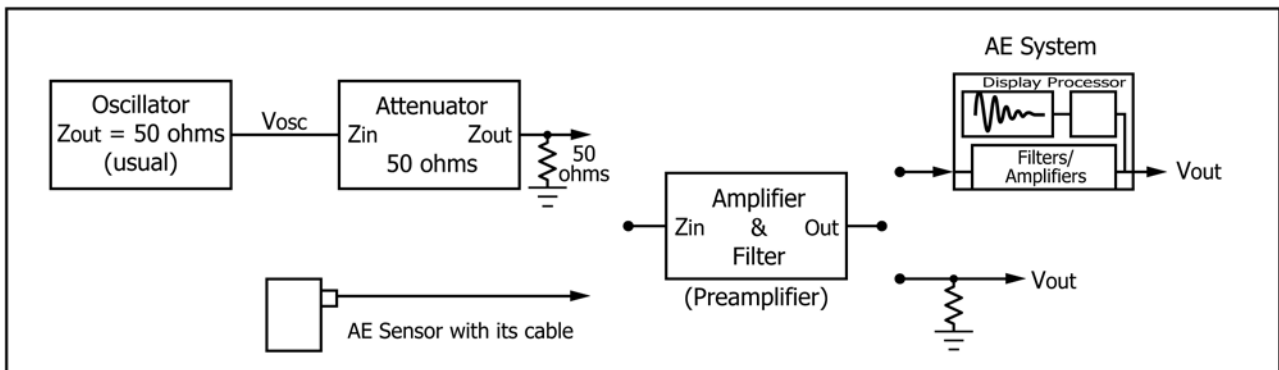 AE System
Display Processor
Oscillator
Zout = 50 ohms
(usual)
Vosc
Attenuator
Zin Zout
50 ohms
50
ohms
Filters/
Amplifiers
Vout
Amplifier
Zin & Out
Filter
(Preamplifier)
Vout
AE Sensor with its cable